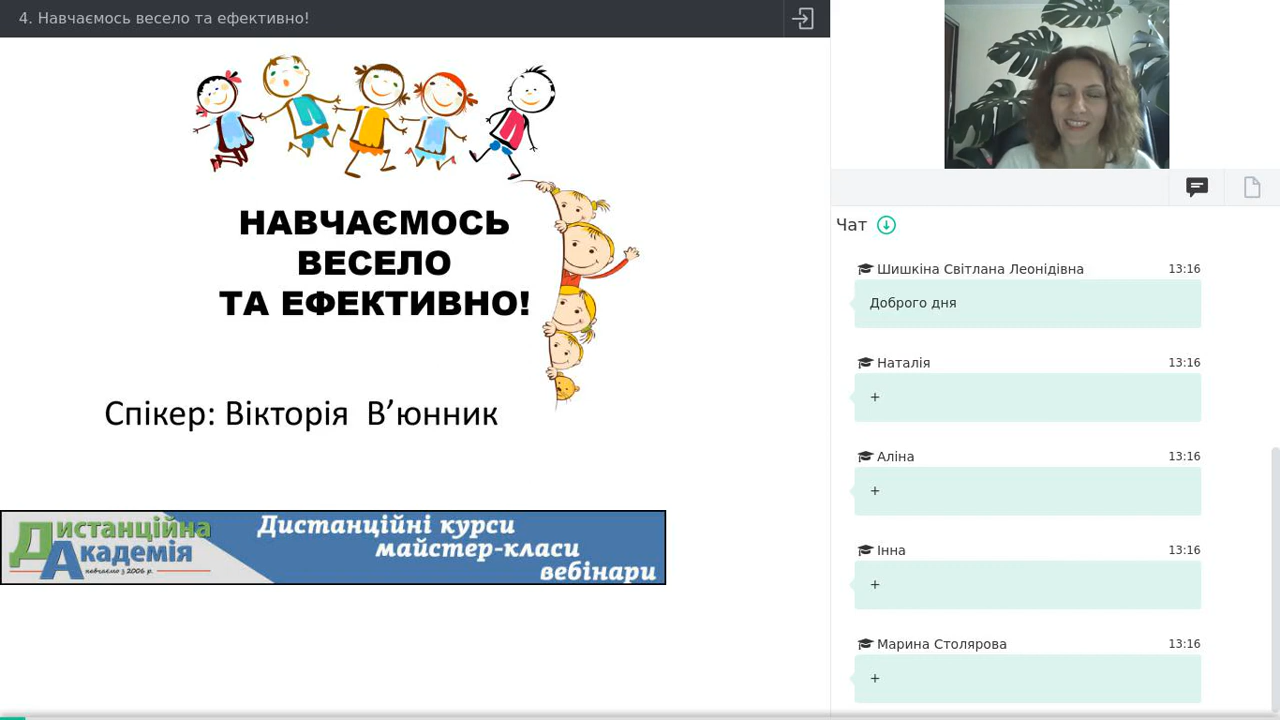 4. Навчаємось весело та ефективно!
НАВЧАЄМОСЬ
ВЕСЕЛО
ТА ЕФЕКТИВНО!
Спікер: Вікторія В’юнник
Дистанційна
Академія
навчаємо з 2006 р.
Дистанційні курси
майстер-класи
вебінари
Чат
Шишкіна Світлана Леонідівна 13:16
Доброго дня
Наталія 13:16
+
Аліна 13:16
+
Інна 13:16
+
Марина Столярова 13:16
+